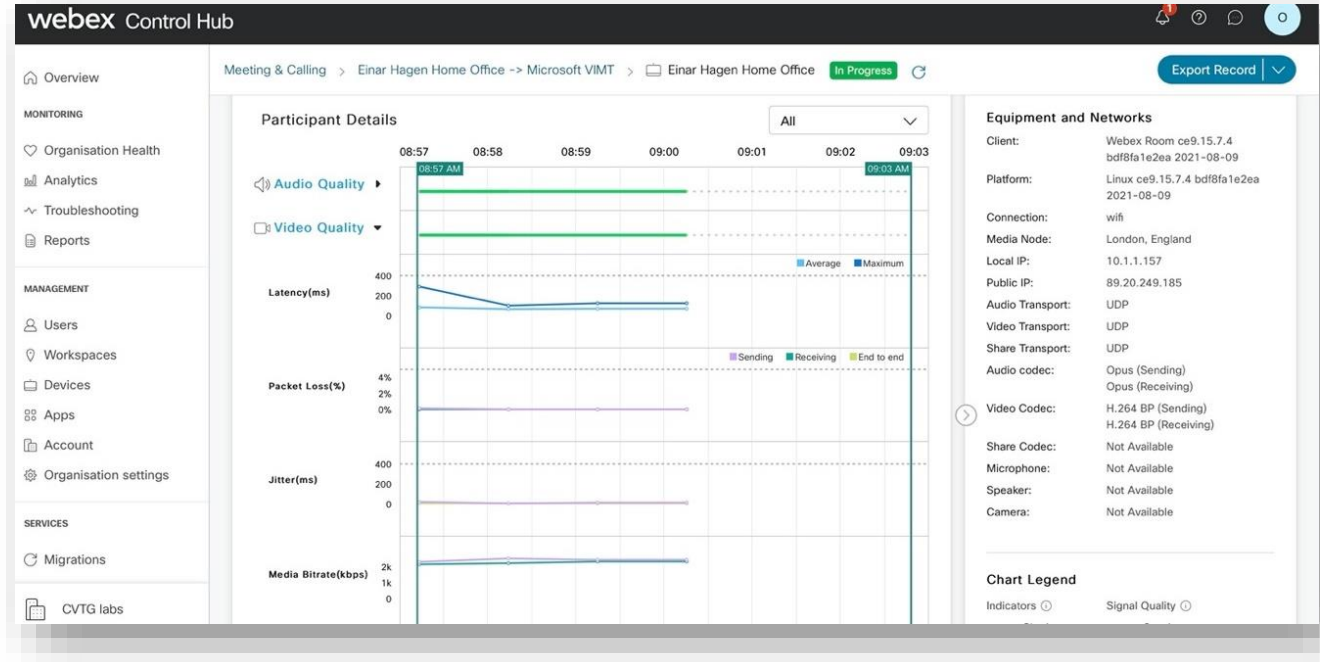 webex Control Hub
1
O
Overview
MONITORING
Organisation Health
Analytics
Troubleshooting
Reports
MANAGEMENT
Users
Workspaces
Devices
Apps
Account
Organisation settings
SERVICES
Migrations
CVTG labs
Meeting & Calling > Einar Hagen Home Office -> Microsoft VIMT > Einar Hagen Home Office In Progress
Export Record
Participant Details
All
08:57 08:58 08:59 09:00 09:01 09:02 09:03
08:57 AM 09:03 AM
Audio Quality
Video Quality
Average Maximum
Latency(ms)
400
200
0
Sending Receiving End to end
Packet Loss(%)
4%
2%
0%
Jitter(ms)
400
200
0
Media Bitrate(kbps)
2k
1k
0
Equipment and Networks
Client: Webex Room ce9.15.7.4
bdf8fa1e2ea 2021-08-09
Platform: Linux ce9.15.7.4 bdf8fa1e2ea
2021-08-09
Connection: wifi
Media Node: London, England
Local IP: 10.1.1.157
Public IP: 89.20.249.185
Audio Transport: UDP
Video Transport: UDP
Share Transport: UDP
Audio codec: Opus (Sending)
Opus (Receiving)
Video Codec: H.264 BP (Sending)
H.264 BP (Receiving)
Share Codec: Not Available
Microphone: Not Available
Speaker: Not Available
Camera: Not Available
Chart Legend
Indicators Signal Quality